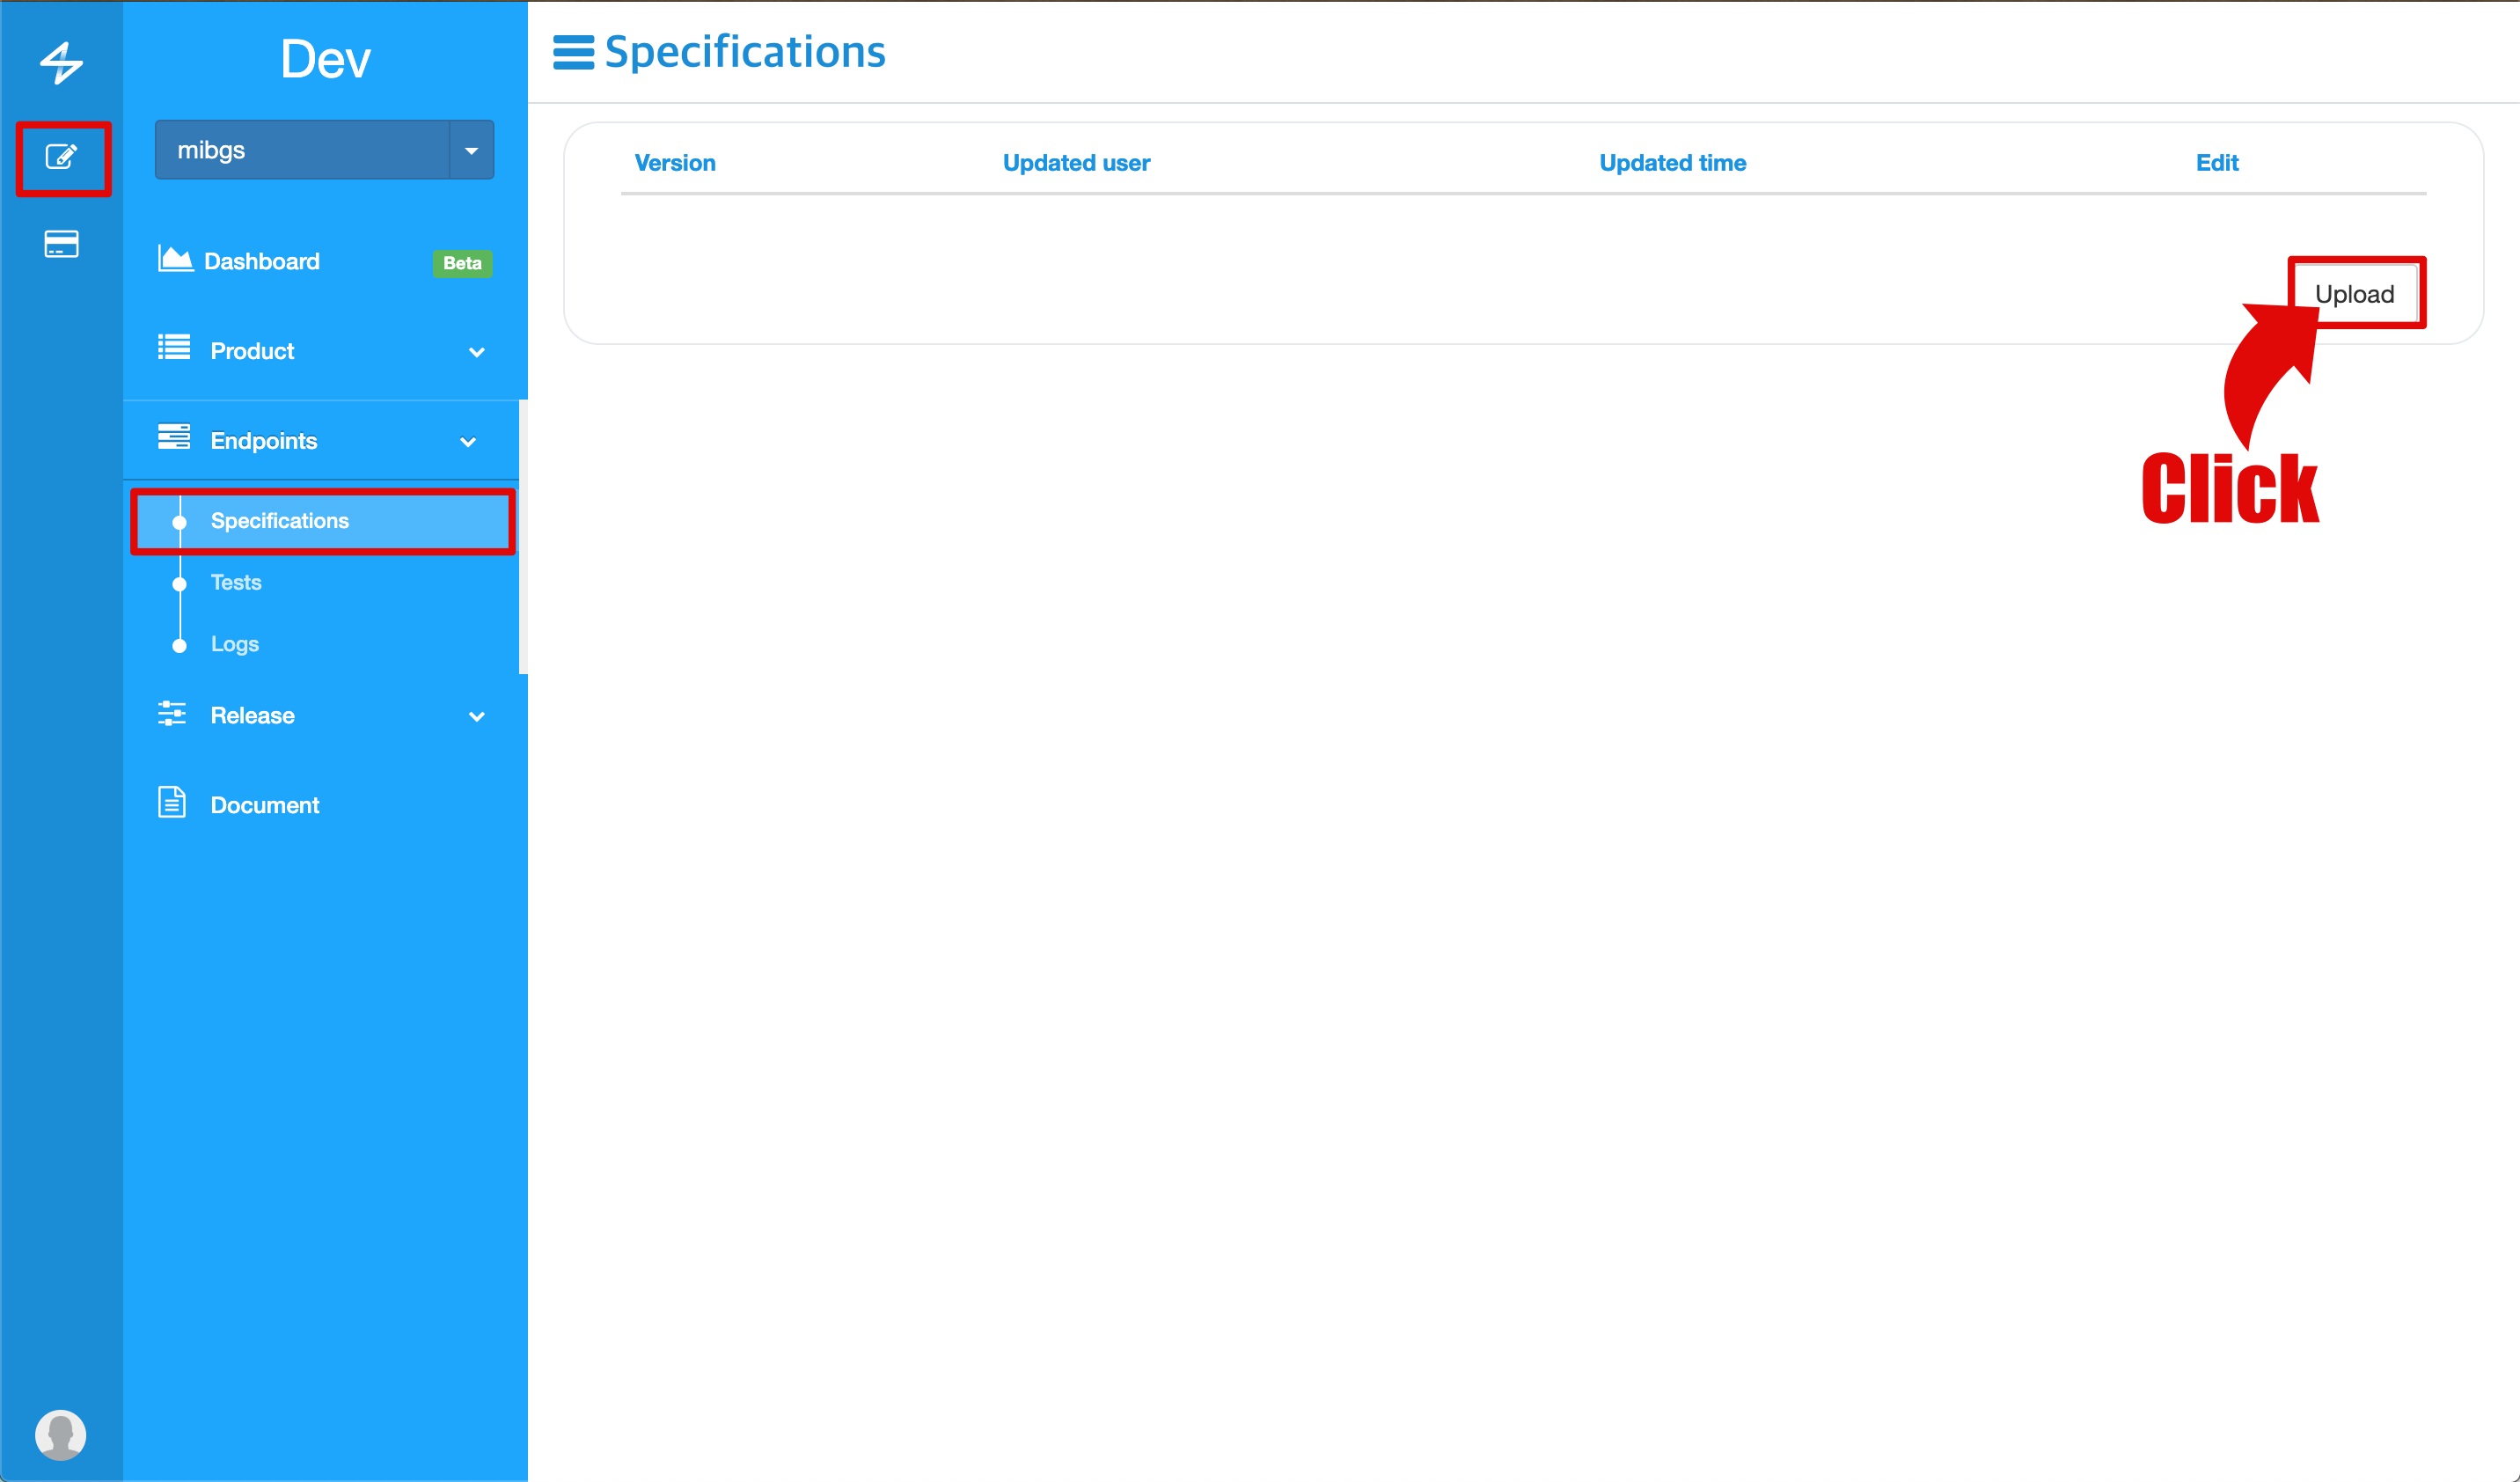 Dev
mibgs
Dashboard
Beta
Product
Endpoints
Specifications
Tests
Logs
Release
Document
Specifications
Version Updated user Updated time Edit
Upload
Click